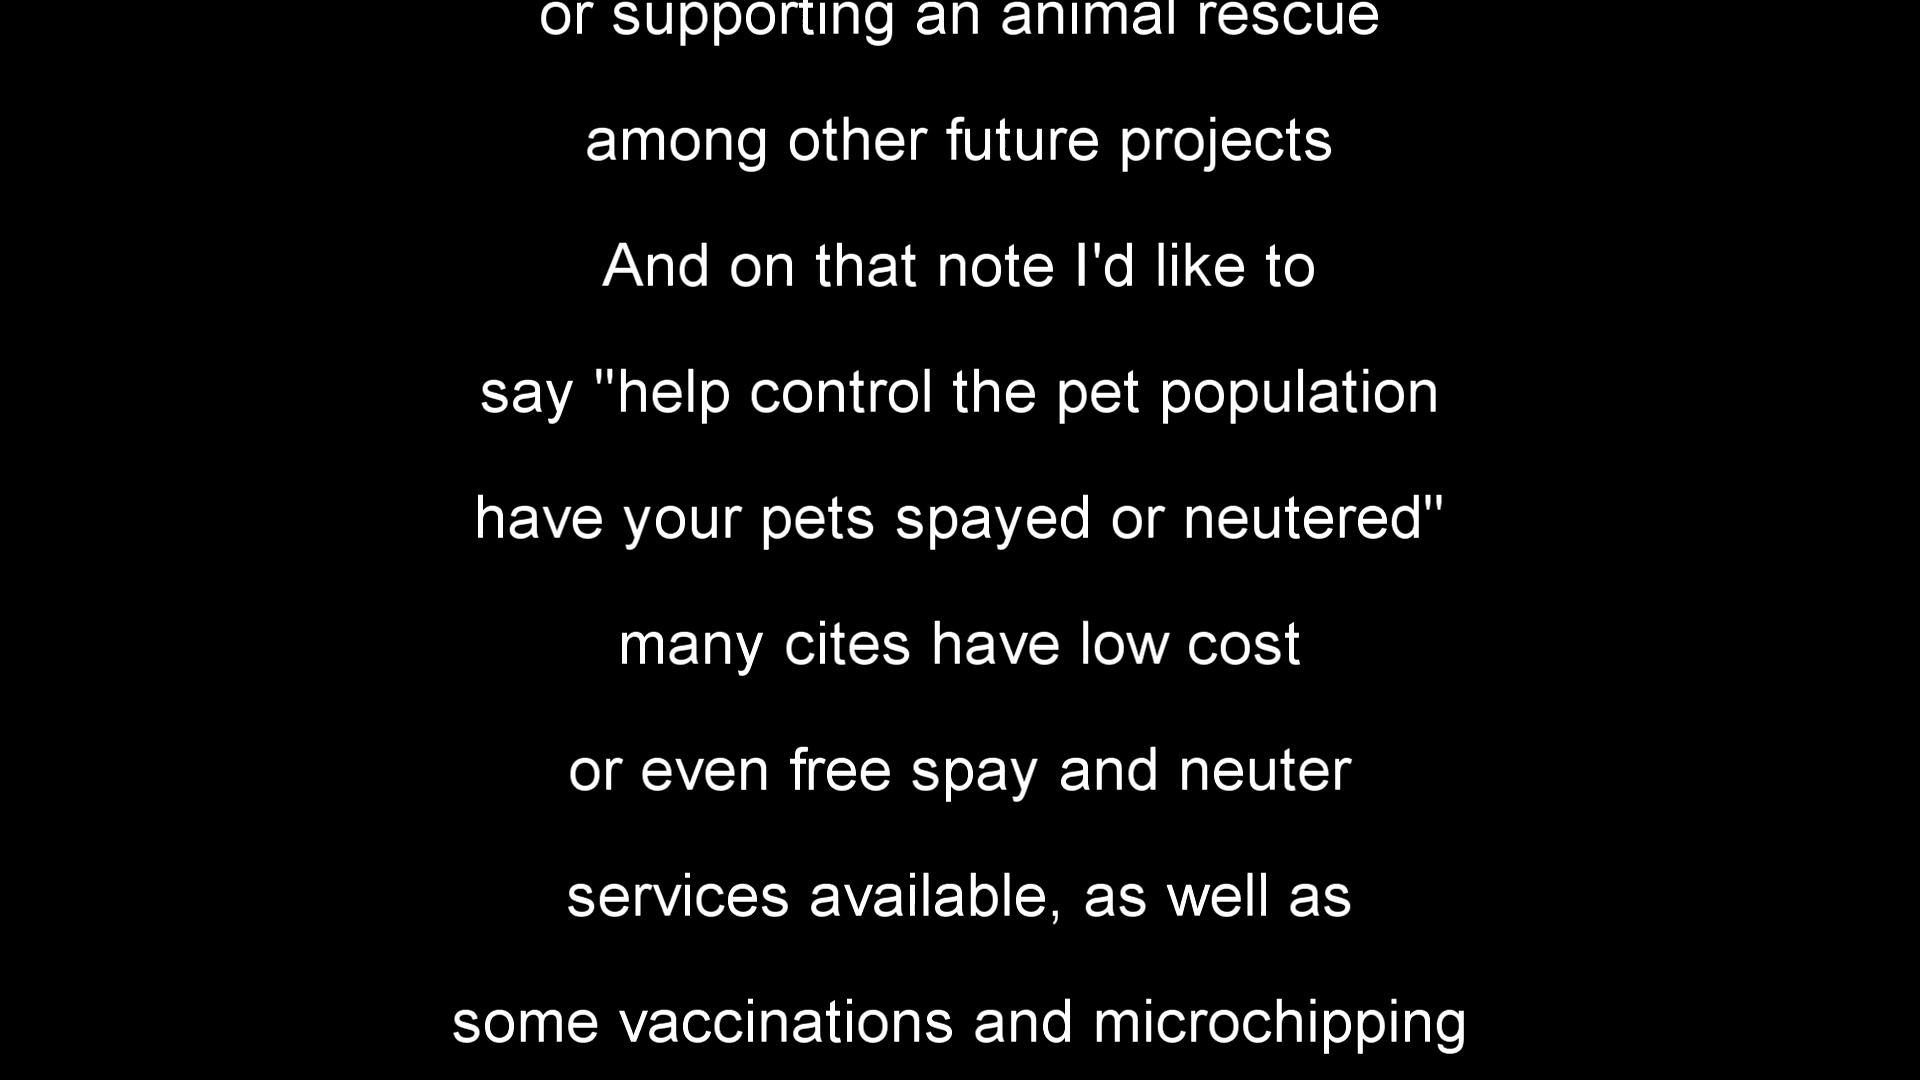 or supporting an animal rescue
among other future projects
And on that note I'd like to
say "help control the pet population
have your pets spayed or neutered"
many cites have low cost
or even free spay and neuter
services available, as well as
some vaccinations and microchipping